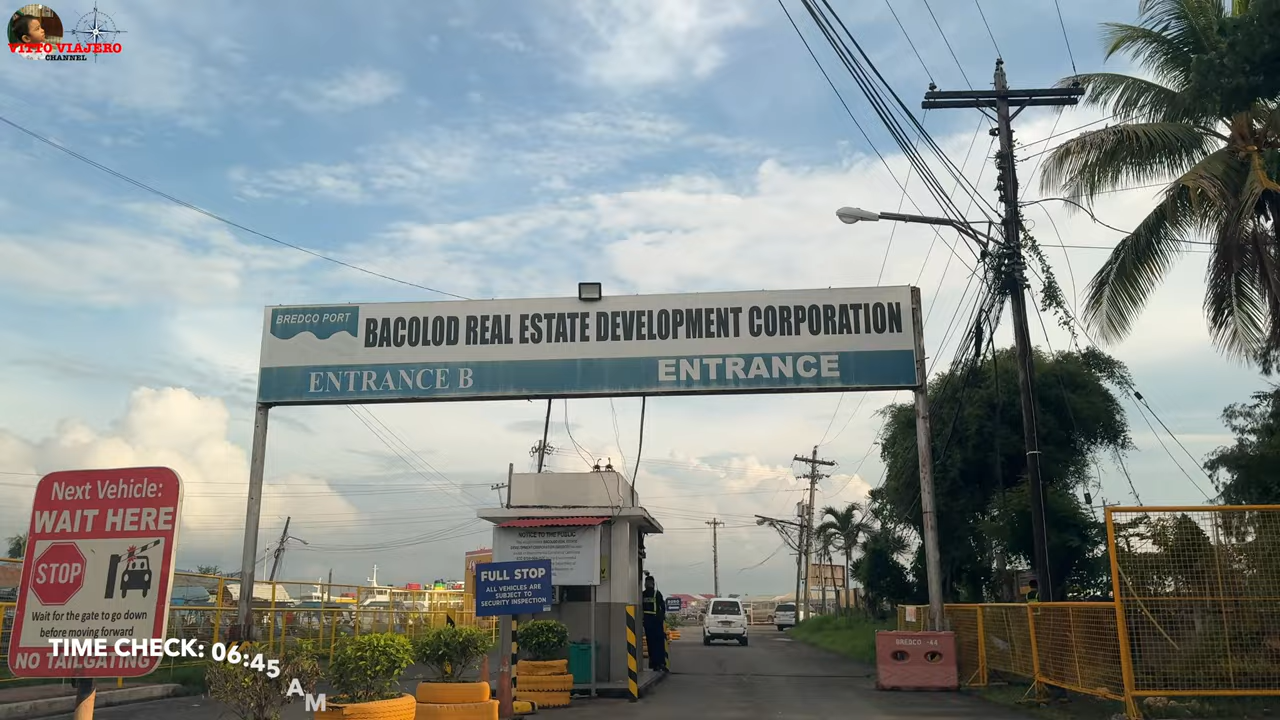 VITTO VIAJERO
CHANNEL
BREDCO PORT
BACOLOD REAL ESTATE DEVELOPMENT CORPORATION
ENTRANCE B
ENTRANCE
Next Vehicle:
WAIT HERE
STOP
Wait for the gate to go down
before moving forward
NO TAILGATING
NOTICE TO THE PUBLIC
FULL STOP
ALL VEHICLES ARE
SUBJECT TO
SECURITY INSPECTION
BREDCO -44
TIME CHECK: 06:45
AM